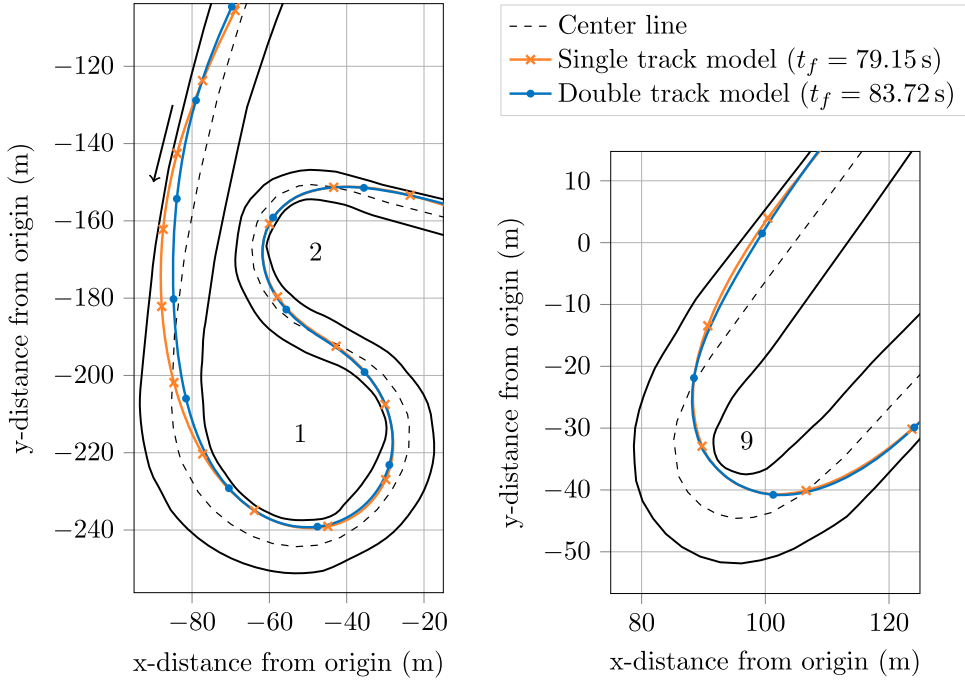 Center line
Single track model (t_f = 79.15 s)
Double track model (t_f = 83.72 s)
−120
−140
−160
−180
−200
−220
−240
y-distance from origin (m)
2
1
−80 −60 −40 −20
x-distance from origin (m)
10
0
−10
−20
−30
−40
−50
y-distance from origin (m)
9
80 100 120
x-distance from origin (m)